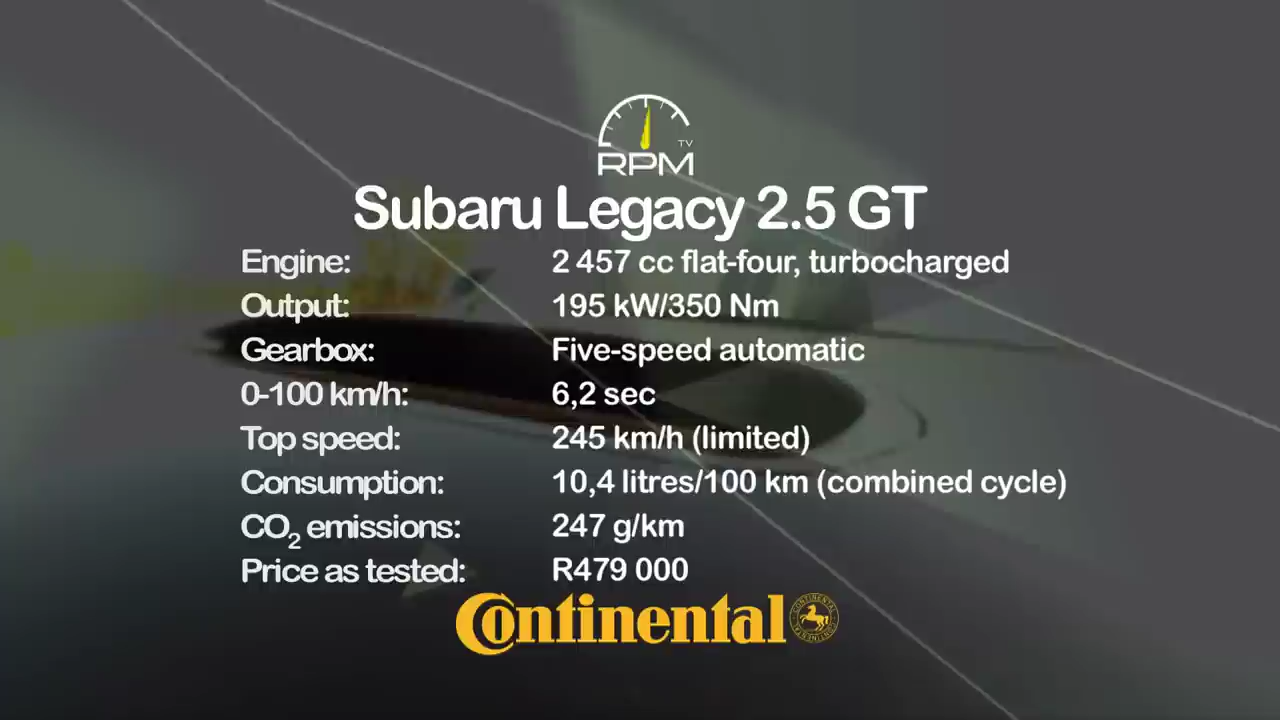 TV
RPM
Subaru Legacy 2.5 GT
Engine: 2 457 cc flat-four, turbocharged
Output: 195 kW/350 Nm
Gearbox: Five-speed automatic
0-100 km/h: 6,2 sec
Top speed: 245 km/h (limited)
Consumption: 10,4 litres/100 km (combined cycle)
CO₂ emissions: 247 g/km
Price as tested: R479 000
Continental
CONTINENTAL
CONTINENTAL